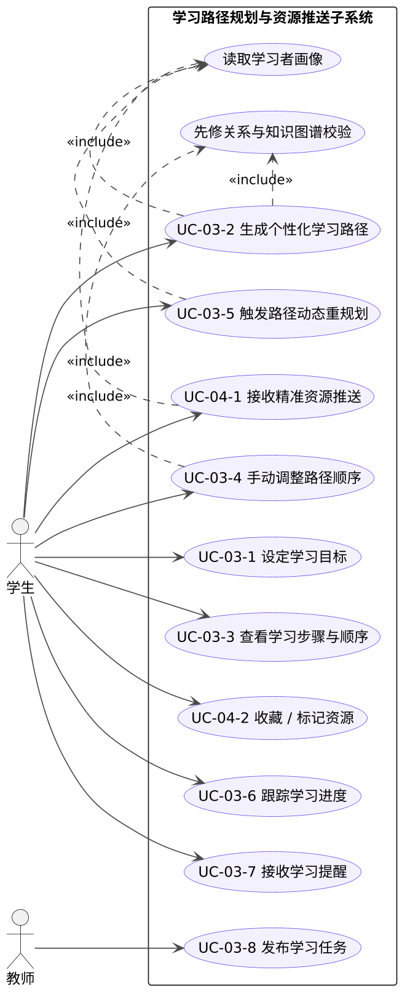 学习路径规划与资源推送子系统
读取学习者画像
先修关系与知识图谱校验
«include»
«include»
«include»
UC-03-2 生成个性化学习路径
UC-03-5 触发路径动态重规划
«include»
«include»
UC-04-1 接收精准资源推送
UC-03-4 手动调整路径顺序
UC-03-1 设定学习目标
学生
UC-03-3 查看学习步骤与顺序
UC-04-2 收藏 / 标记资源
UC-03-6 跟踪学习进度
UC-03-7 接收学习提醒
UC-03-8 发布学习任务
教师